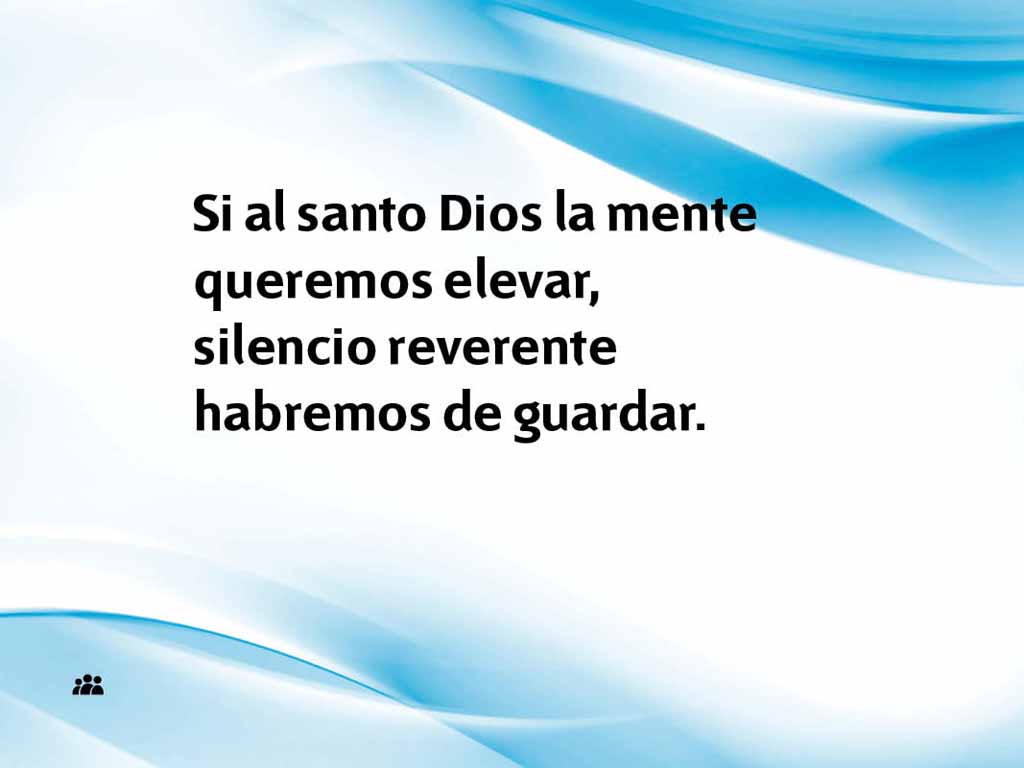 Si al santo Dios la mente
queremos elevar,
silencio reverente
habremos de guardar.